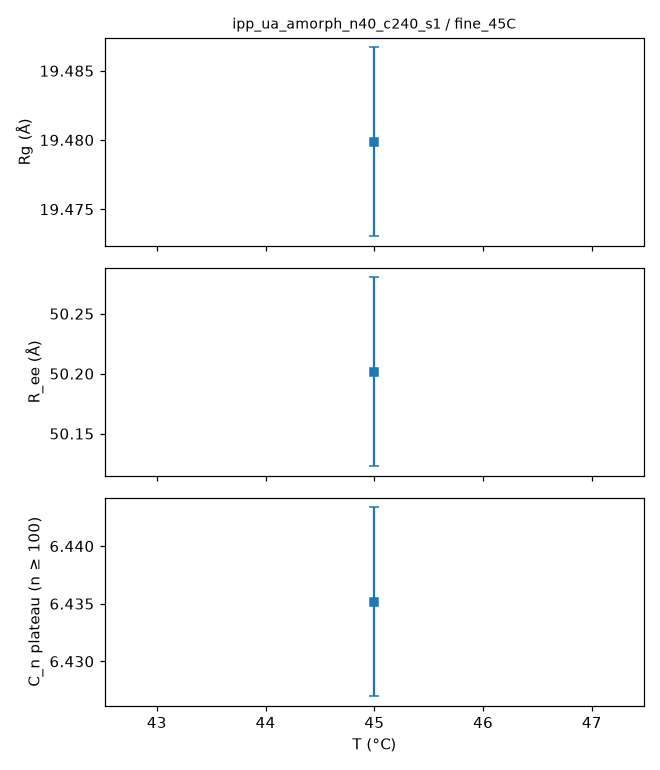 ipp_ua_amorph_n40_c240_s1 / fine_45C
Rg (Å)
19.485
19.480
19.475
R_ee (Å)
50.25
50.20
50.15
C_n plateau (n ≥ 100)
6.440
6.435
6.430
43 44 45 46 47
T (°C)